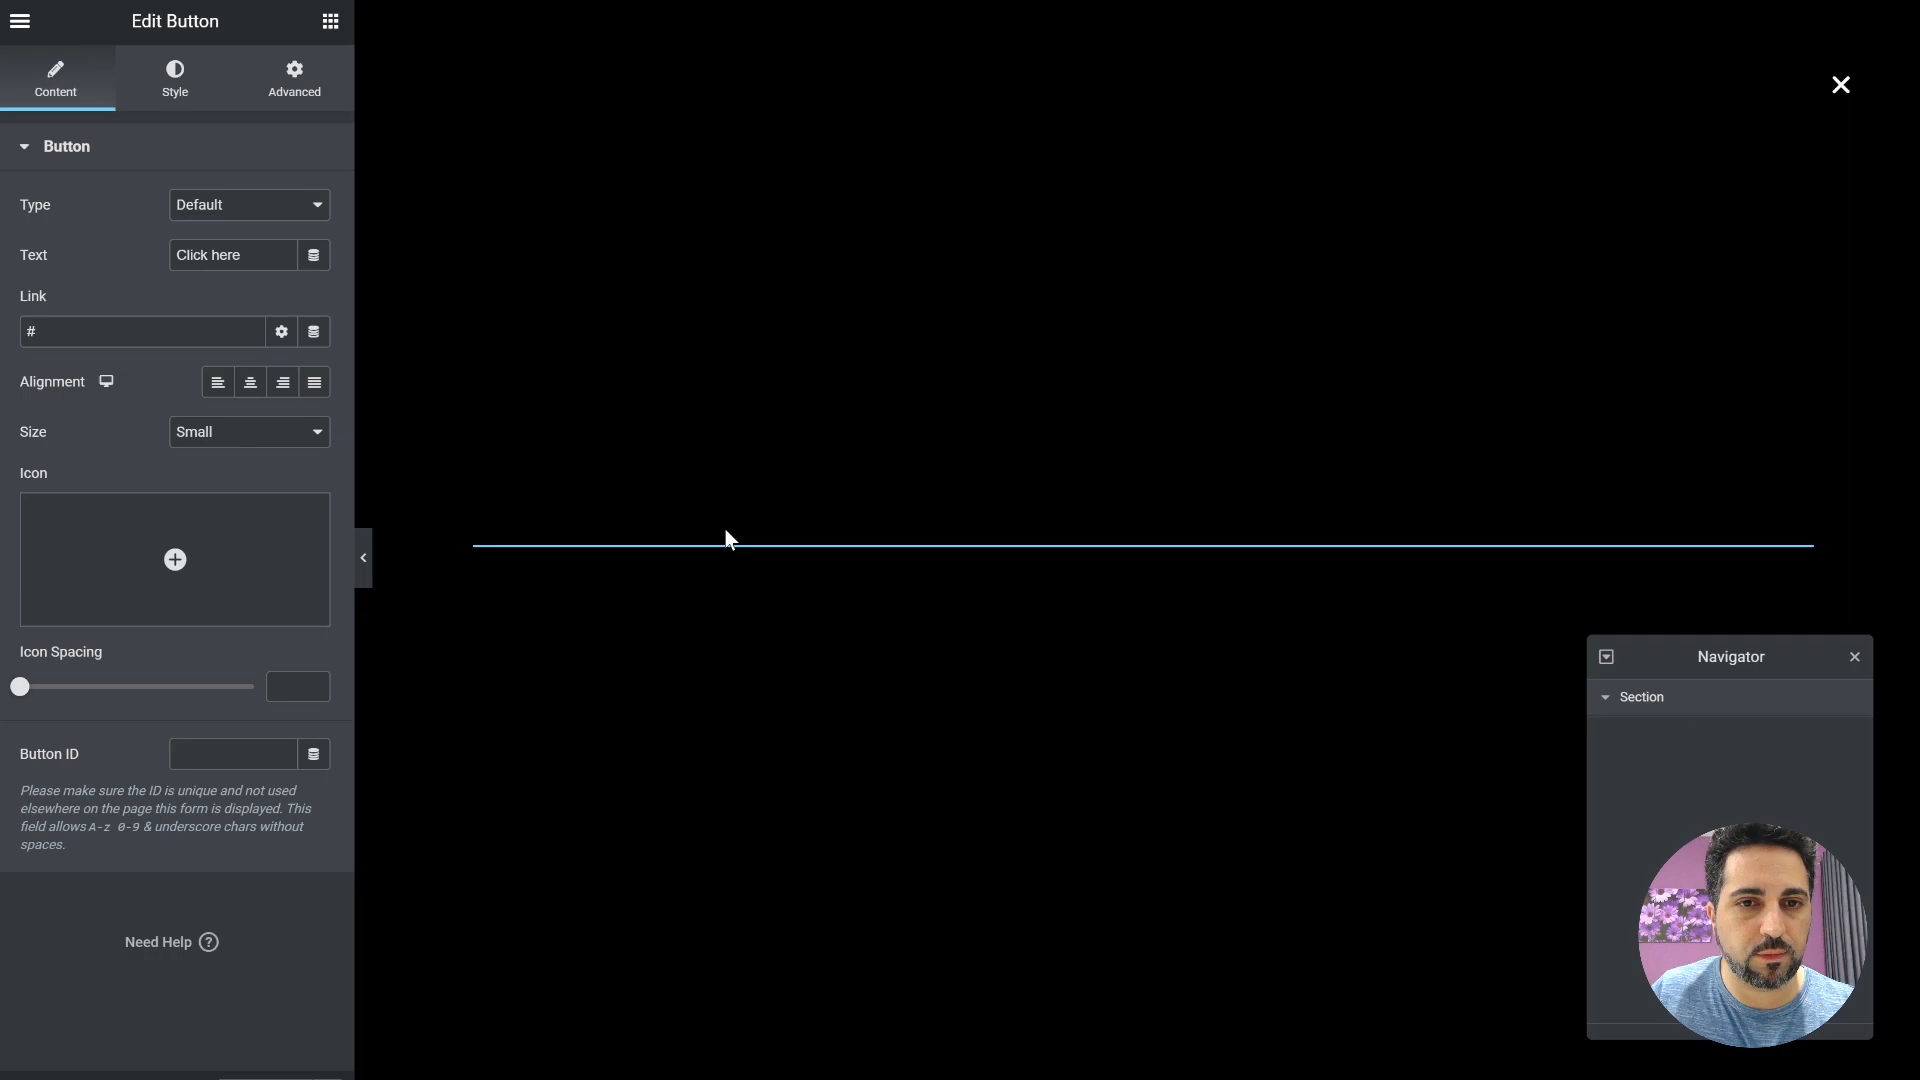 Edit Button
Content
Style
Advanced
Button
Type
Default
Text
Click here
Link
#
Alignment
Size
Small
Icon
Icon Spacing
Button ID
Please make sure the ID is unique and not used
elsewhere on the page this form is displayed. This
field allows A-z 0-9 & underscore chars without
spaces.
Need Help ?
Navigator
Section